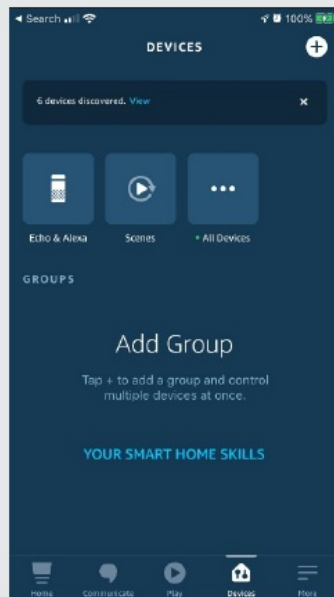 Search
100%
DEVICES
6 devices discovered. View
Echo & Alexa
Scenes
All Devices
GROUPS
Add Group
Tap + to add a group and control
multiple devices at once.
YOUR SMART HOME SKILLS
Home Communicate Play Devices More